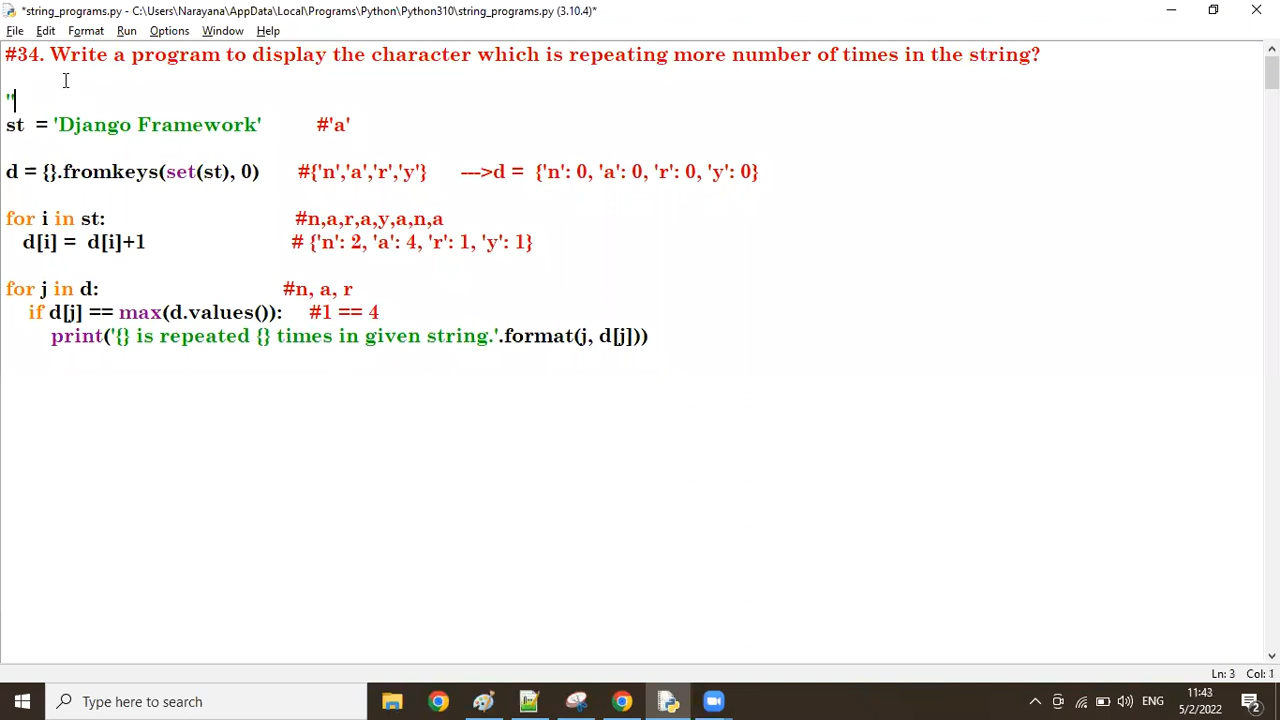 *string_programs.py - C:\Users\Narayana\AppData\Local\Programs\Python\Python310\string_programs.py (3.10.4)*
File Edit Format Run Options Window Help
#34. Write a program to display the character which is repeating more number of times in the string?
''
st = 'Django Framework' #'a'
d = {}.fromkeys(set(st), 0) #{'n','a','r','y'} --->d = {'n': 0, 'a': 0, 'r': 0, 'y': 0}
for i in st: #n,a,r,a,y,a,n,a
d[i] = d[i]+1 # {'n': 2, 'a': 4, 'r': 1, 'y': 1}
for j in d: #n, a, r
if d[j] == max(d.values()): #1 == 4
print('{} is repeated {} times in given string.'.format(j, d[j]))
Ln: 3 Col: 1
Type here to search
ENG
11:43
5/2/2022
2